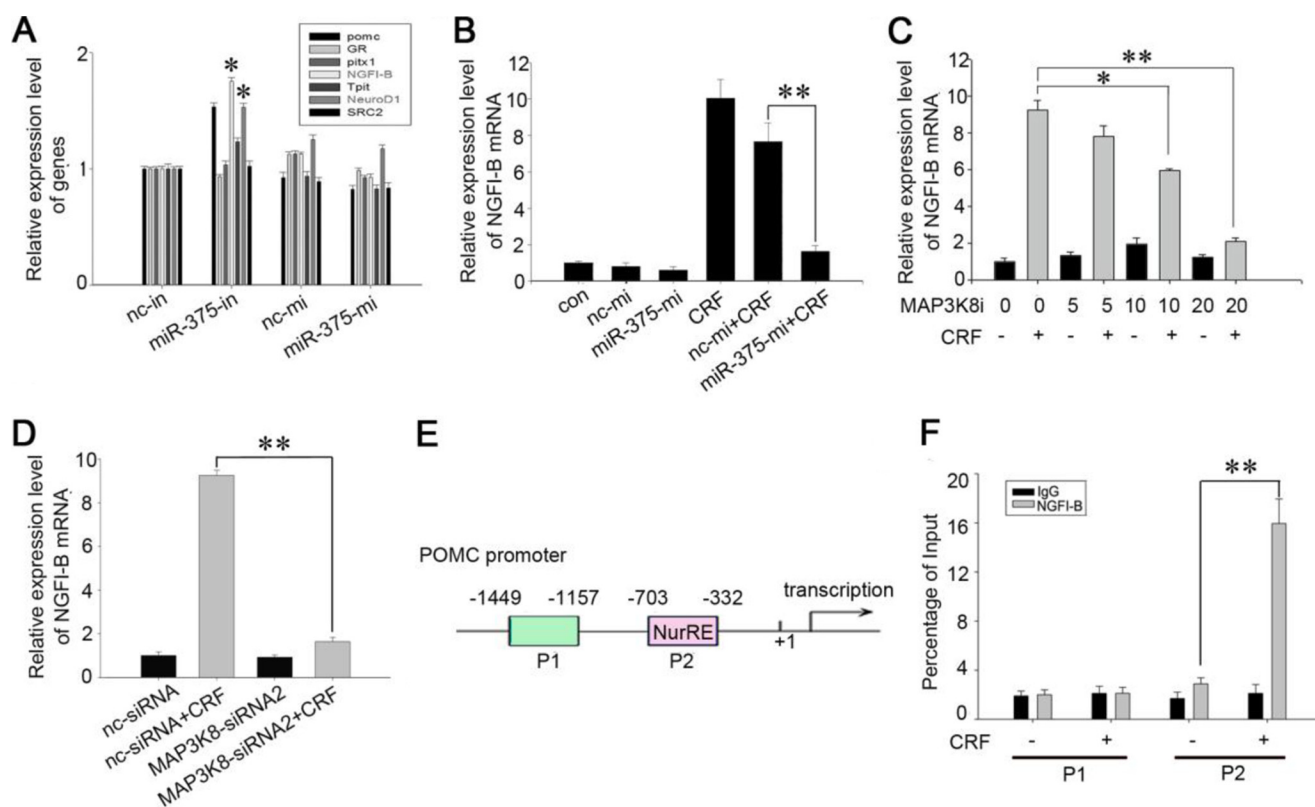 A
Relative expression level
of genes
2
1
0
*
*
pomc
GR
pitx1
NGFI-B
Tpit
NeuroD1
SRC2
nc-in
miR-375-in
nc-mi
miR-375-mi
B
Relative expression level
of NGFI-B mRNA
12
10
8
6
4
2
0
**
con
nc-mi
miR-375-mi
CRF
nc-mi+CRF
miR-375-mi+CRF
C
Relative expression level
of NGFI-B mRNA
12
10
8
6
4
2
0
**
*
MAP3K8i 0 0 5 5 10 10 20 20
CRF - + - + - + - +
D
Relative expression level
of NGFI-B mRNA
10
8
6
4
2
0
**
nc-siRNA
nc-siRNA+CRF
MAP3K8-siRNA2
MAP3K8-siRNA2+CRF
E
POMC promoter
transcription
-1449 -1157 -703 -332
NurRE
+1
P1 P2
F
Percentage of Input
20
16
12
8
4
0
IgG
NGFI-B
**
CRF - + - +
P1 P2